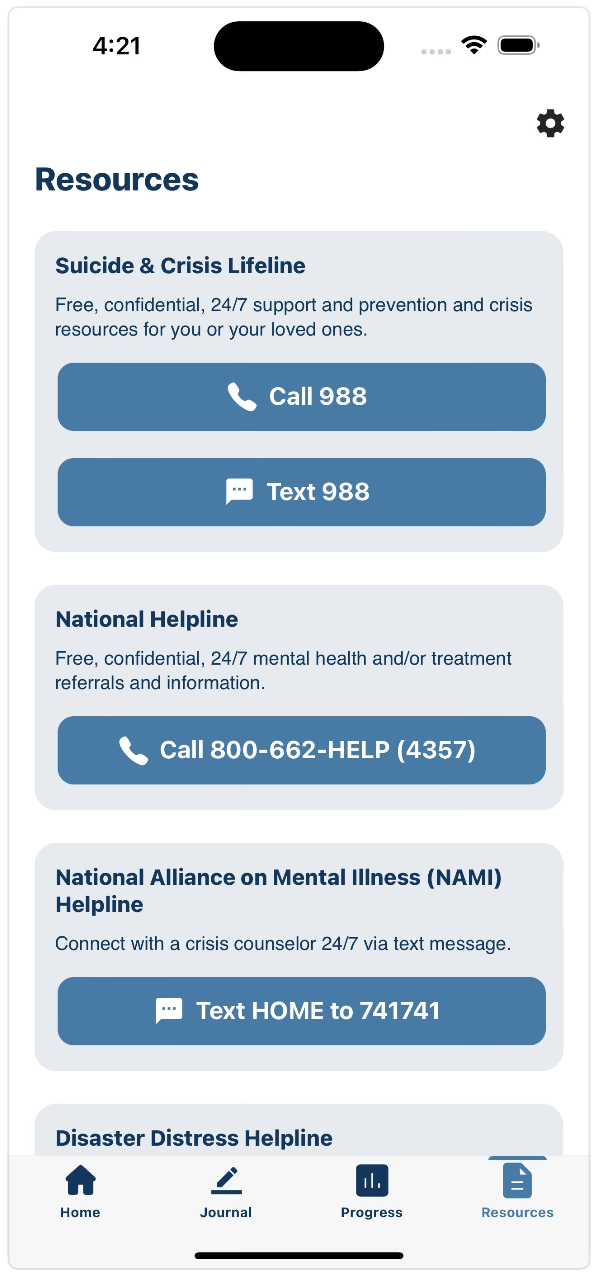 4:21
Resources
Suicide & Crisis Lifeline
Free, confidential, 24/7 support and prevention and crisis
resources for you or your loved ones.
Call 988
Text 988
National Helpline
Free, confidential, 24/7 mental health and/or treatment
referrals and information.
Call 800-662-HELP (4357)
National Alliance on Mental Illness (NAMI)
Helpline
Connect with a crisis counselor 24/7 via text message.
Text HOME to 741741
Disaster Distress Helpline
Home
Journal
Progress
Resources